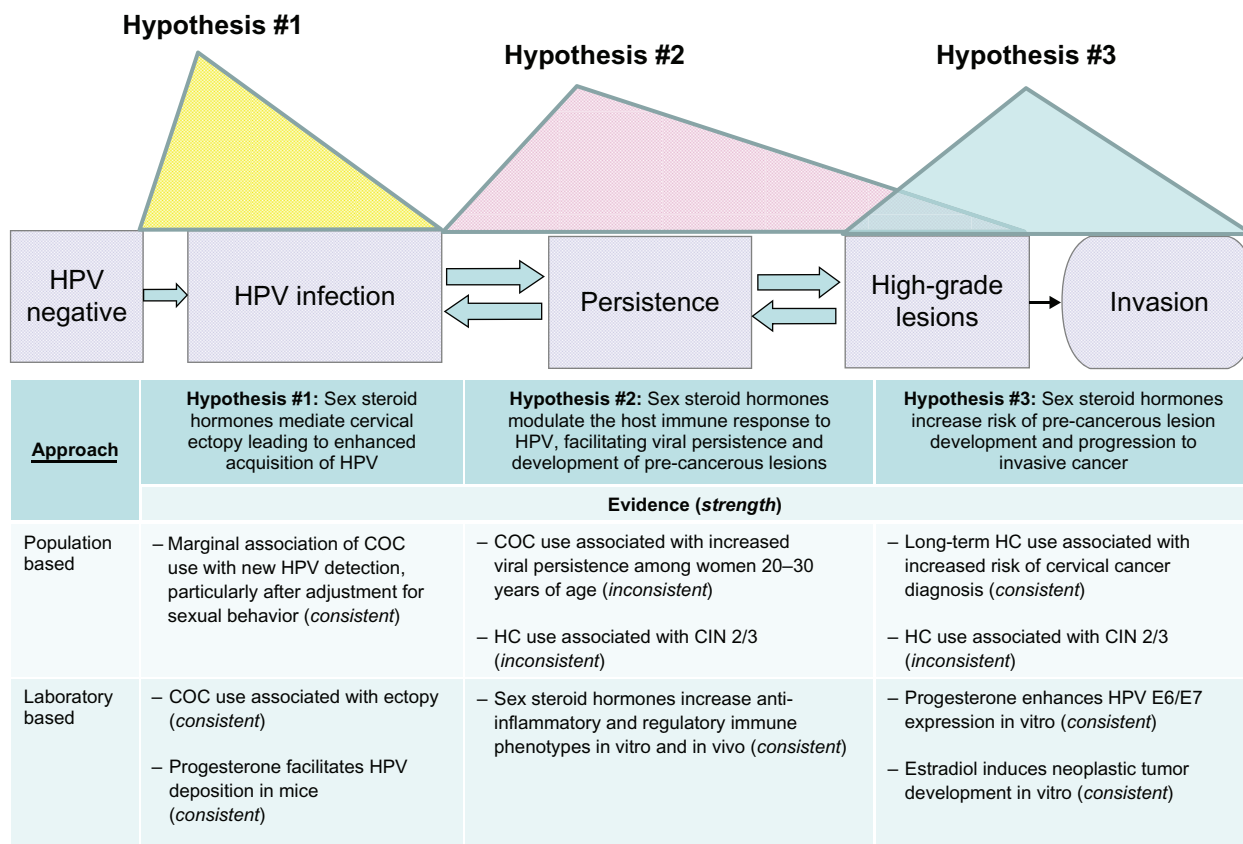 Hypothesis #1
Hypothesis #2
Hypothesis #3
HPV
negative
HPV infection
Persistence
High-grade
lesions
Invasion
Approach
Hypothesis #1: Sex steroid
hormones mediate cervical
ectopy leading to enhanced
acquisition of HPV
Hypothesis #2: Sex steroid hormones
modulate the host immune response to
HPV, facilitating viral persistence and
development of pre-cancerous lesions
Hypothesis #3: Sex steroid hormones
increase risk of pre-cancerous lesion
development and progression to
invasive cancer
Evidence (strength)
Population
based
– Marginal association of COC
use with new HPV detection,
particularly after adjustment for
sexual behavior (consistent)
– COC use associated with increased
viral persistence among women 20–30
years of age (inconsistent)
– HC use associated with CIN 2/3
(inconsistent)
– Long-term HC use associated with
increased risk of cervical cancer
diagnosis (consistent)
– HC use associated with CIN 2/3
(inconsistent)
Laboratory
based
– COC use associated with ectopy
(consistent)
– Progesterone facilitates HPV
deposition in mice
(consistent)
– Sex steroid hormones increase anti-
inflammatory and regulatory immune
phenotypes in vitro and in vivo (consistent)
– Progesterone enhances HPV E6/E7
expression in vitro (consistent)
– Estradiol induces neoplastic tumor
development in vitro (consistent)